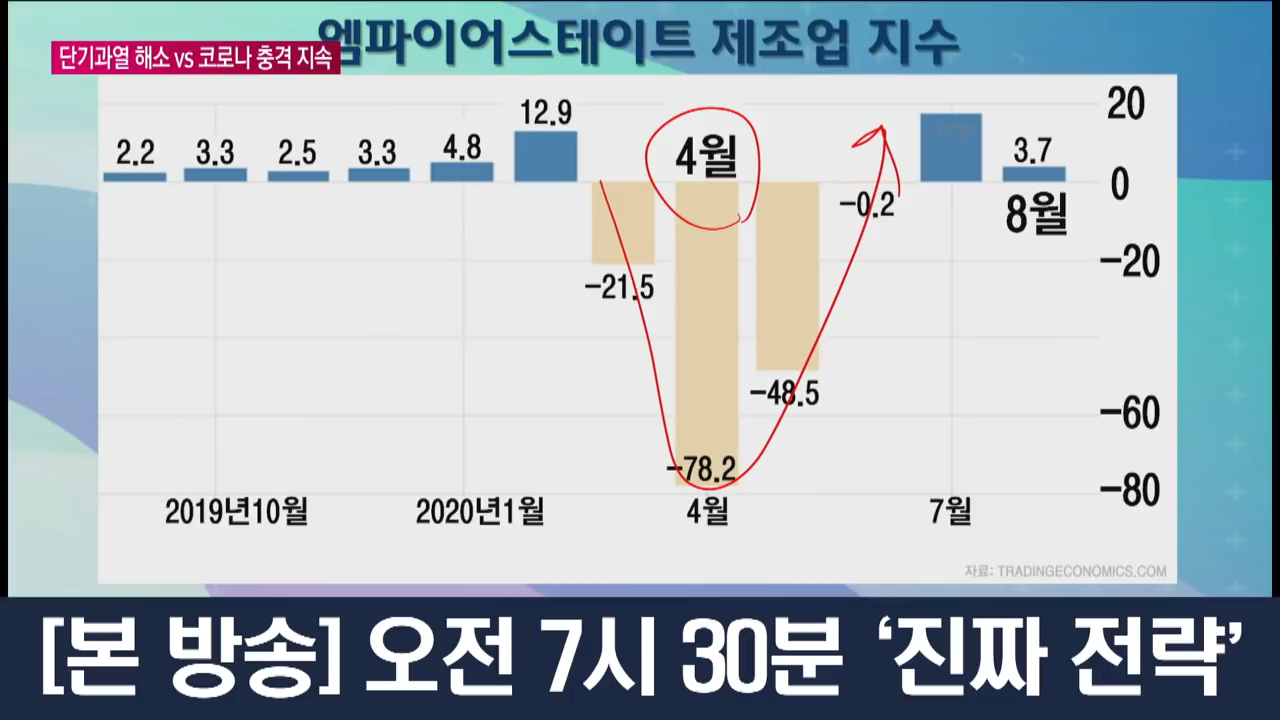 엠파이어스테이트 제조업 지수
단기과열 해소 vs 코로나 충격 지속
20
0
-20
-60
-80
2.2
3.3
2.5
3.3
4.8
12.9
-21.5
4월
-78.2
-48.5
-0.2
3.7
8월
2019년10월
2020년1월
4월
7월
자료: TRADINGECONOMICS.COM
[본 방송] 오전 7시 30분 ‘진짜 전략’